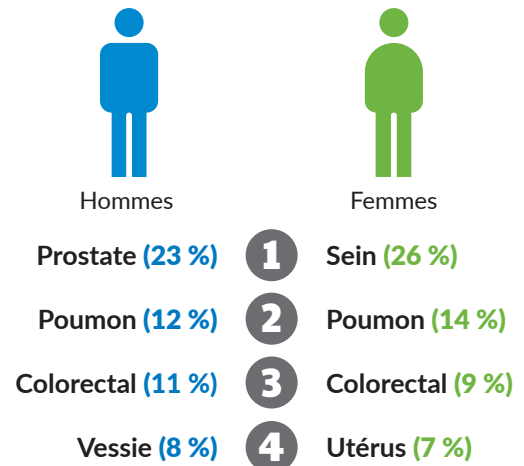 Hommes Femmes
Prostate (23 %) 1 Sein (26 %)
Poumon (12 %) 2 Poumon (14 %)
Colorectal (11 %) 3 Colorectal (9 %)
Vessie (8 %) 4 Utérus (7 %)